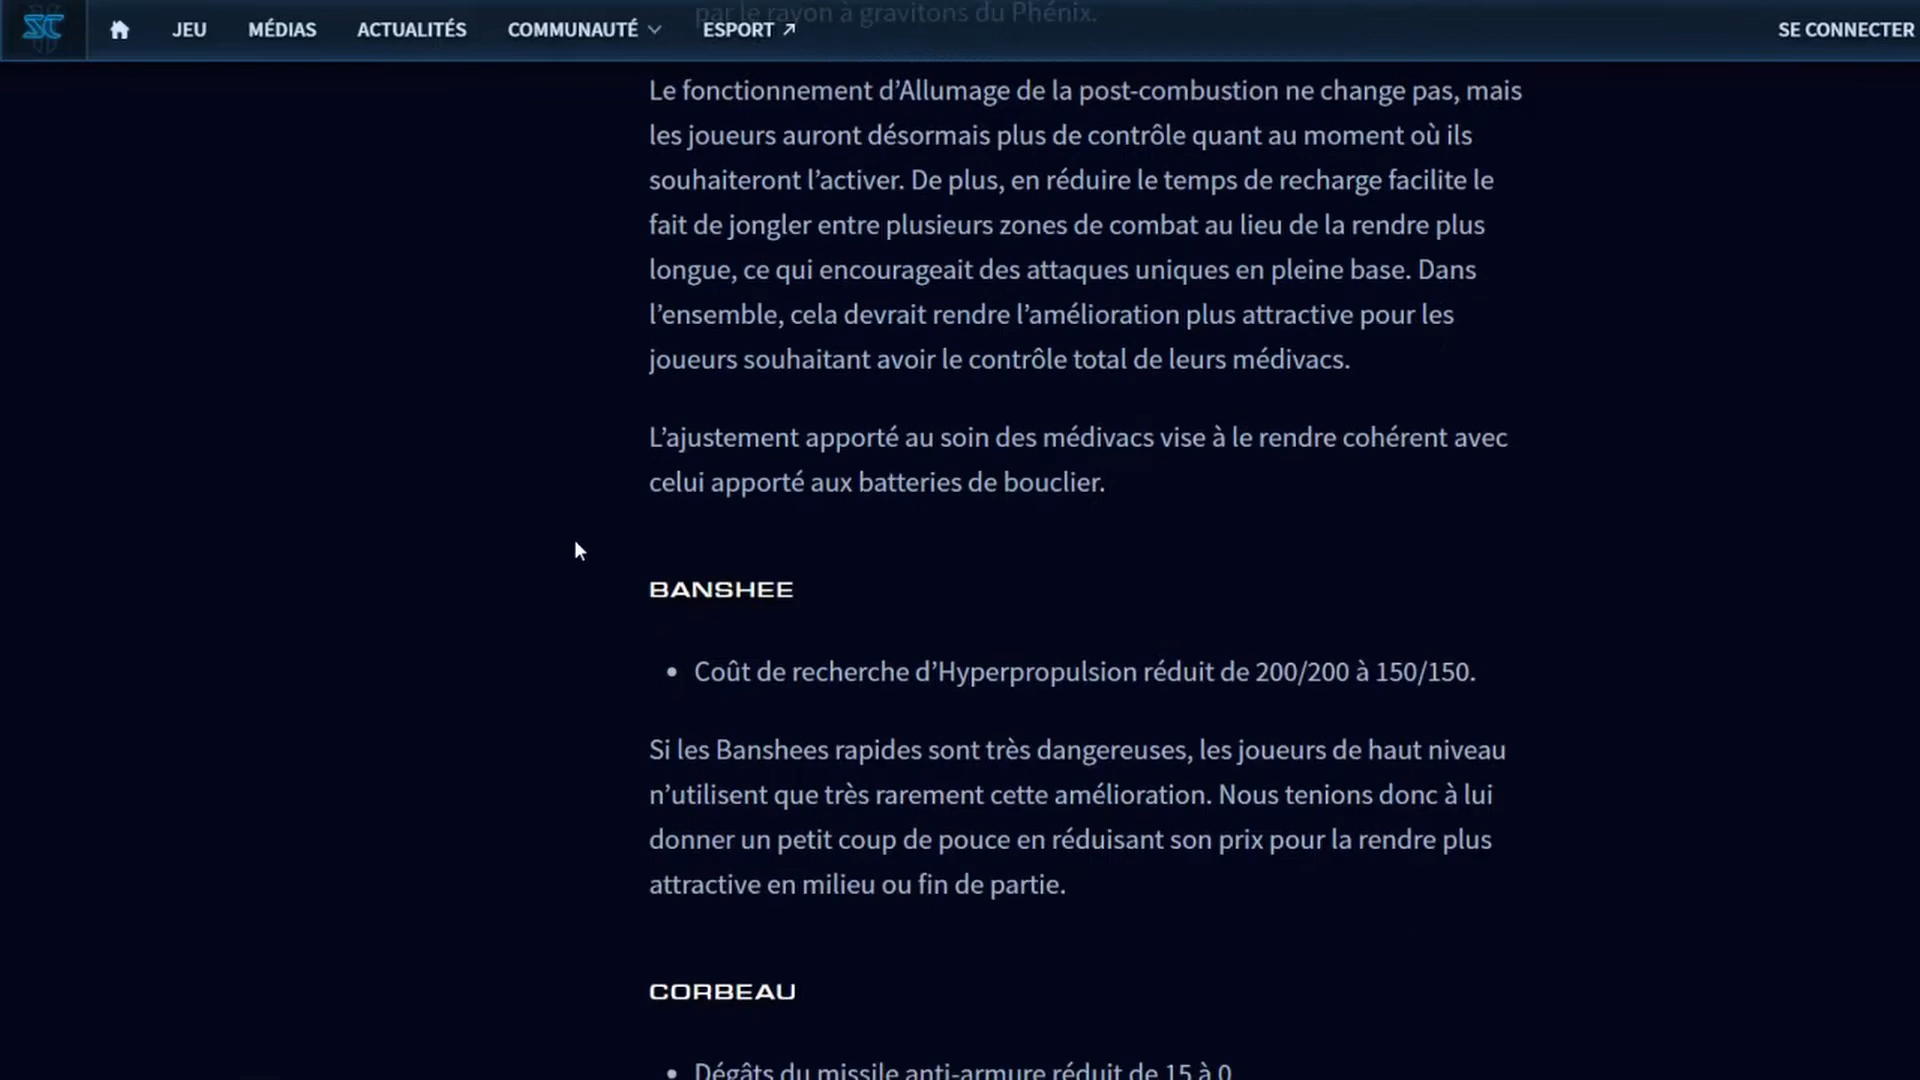 par le rayon à gravitons du Phénix.
JEU MÉDIAS ACTUALITÉS COMMUNAUTÉ ESPORT SE CONNECTER
Le fonctionnement d’Allumage de la post-combustion ne change pas, mais
les joueurs auront désormais plus de contrôle quant au moment où ils
souhaiteront l’activer. De plus, en réduire le temps de recharge facilite le
fait de jongler entre plusieurs zones de combat au lieu de la rendre plus
longue, ce qui encourageait des attaques uniques en pleine base. Dans
l’ensemble, cela devrait rendre l’amélioration plus attractive pour les
joueurs souhaitant avoir le contrôle total de leurs médivacs.
L’ajustement apporté au soin des médivacs vise à le rendre cohérent avec
celui apporté aux batteries de bouclier.
BANSHEE
• Coût de recherche d’Hyperpropulsion réduit de 200/200 à 150/150.
Si les Banshees rapides sont très dangereuses, les joueurs de haut niveau
n’utilisent que très rarement cette amélioration. Nous tenions donc à lui
donner un petit coup de pouce en réduisant son prix pour la rendre plus
attractive en milieu ou fin de partie.
CORBEAU
• Dégâts du missile anti-armure réduit de 15 à 0